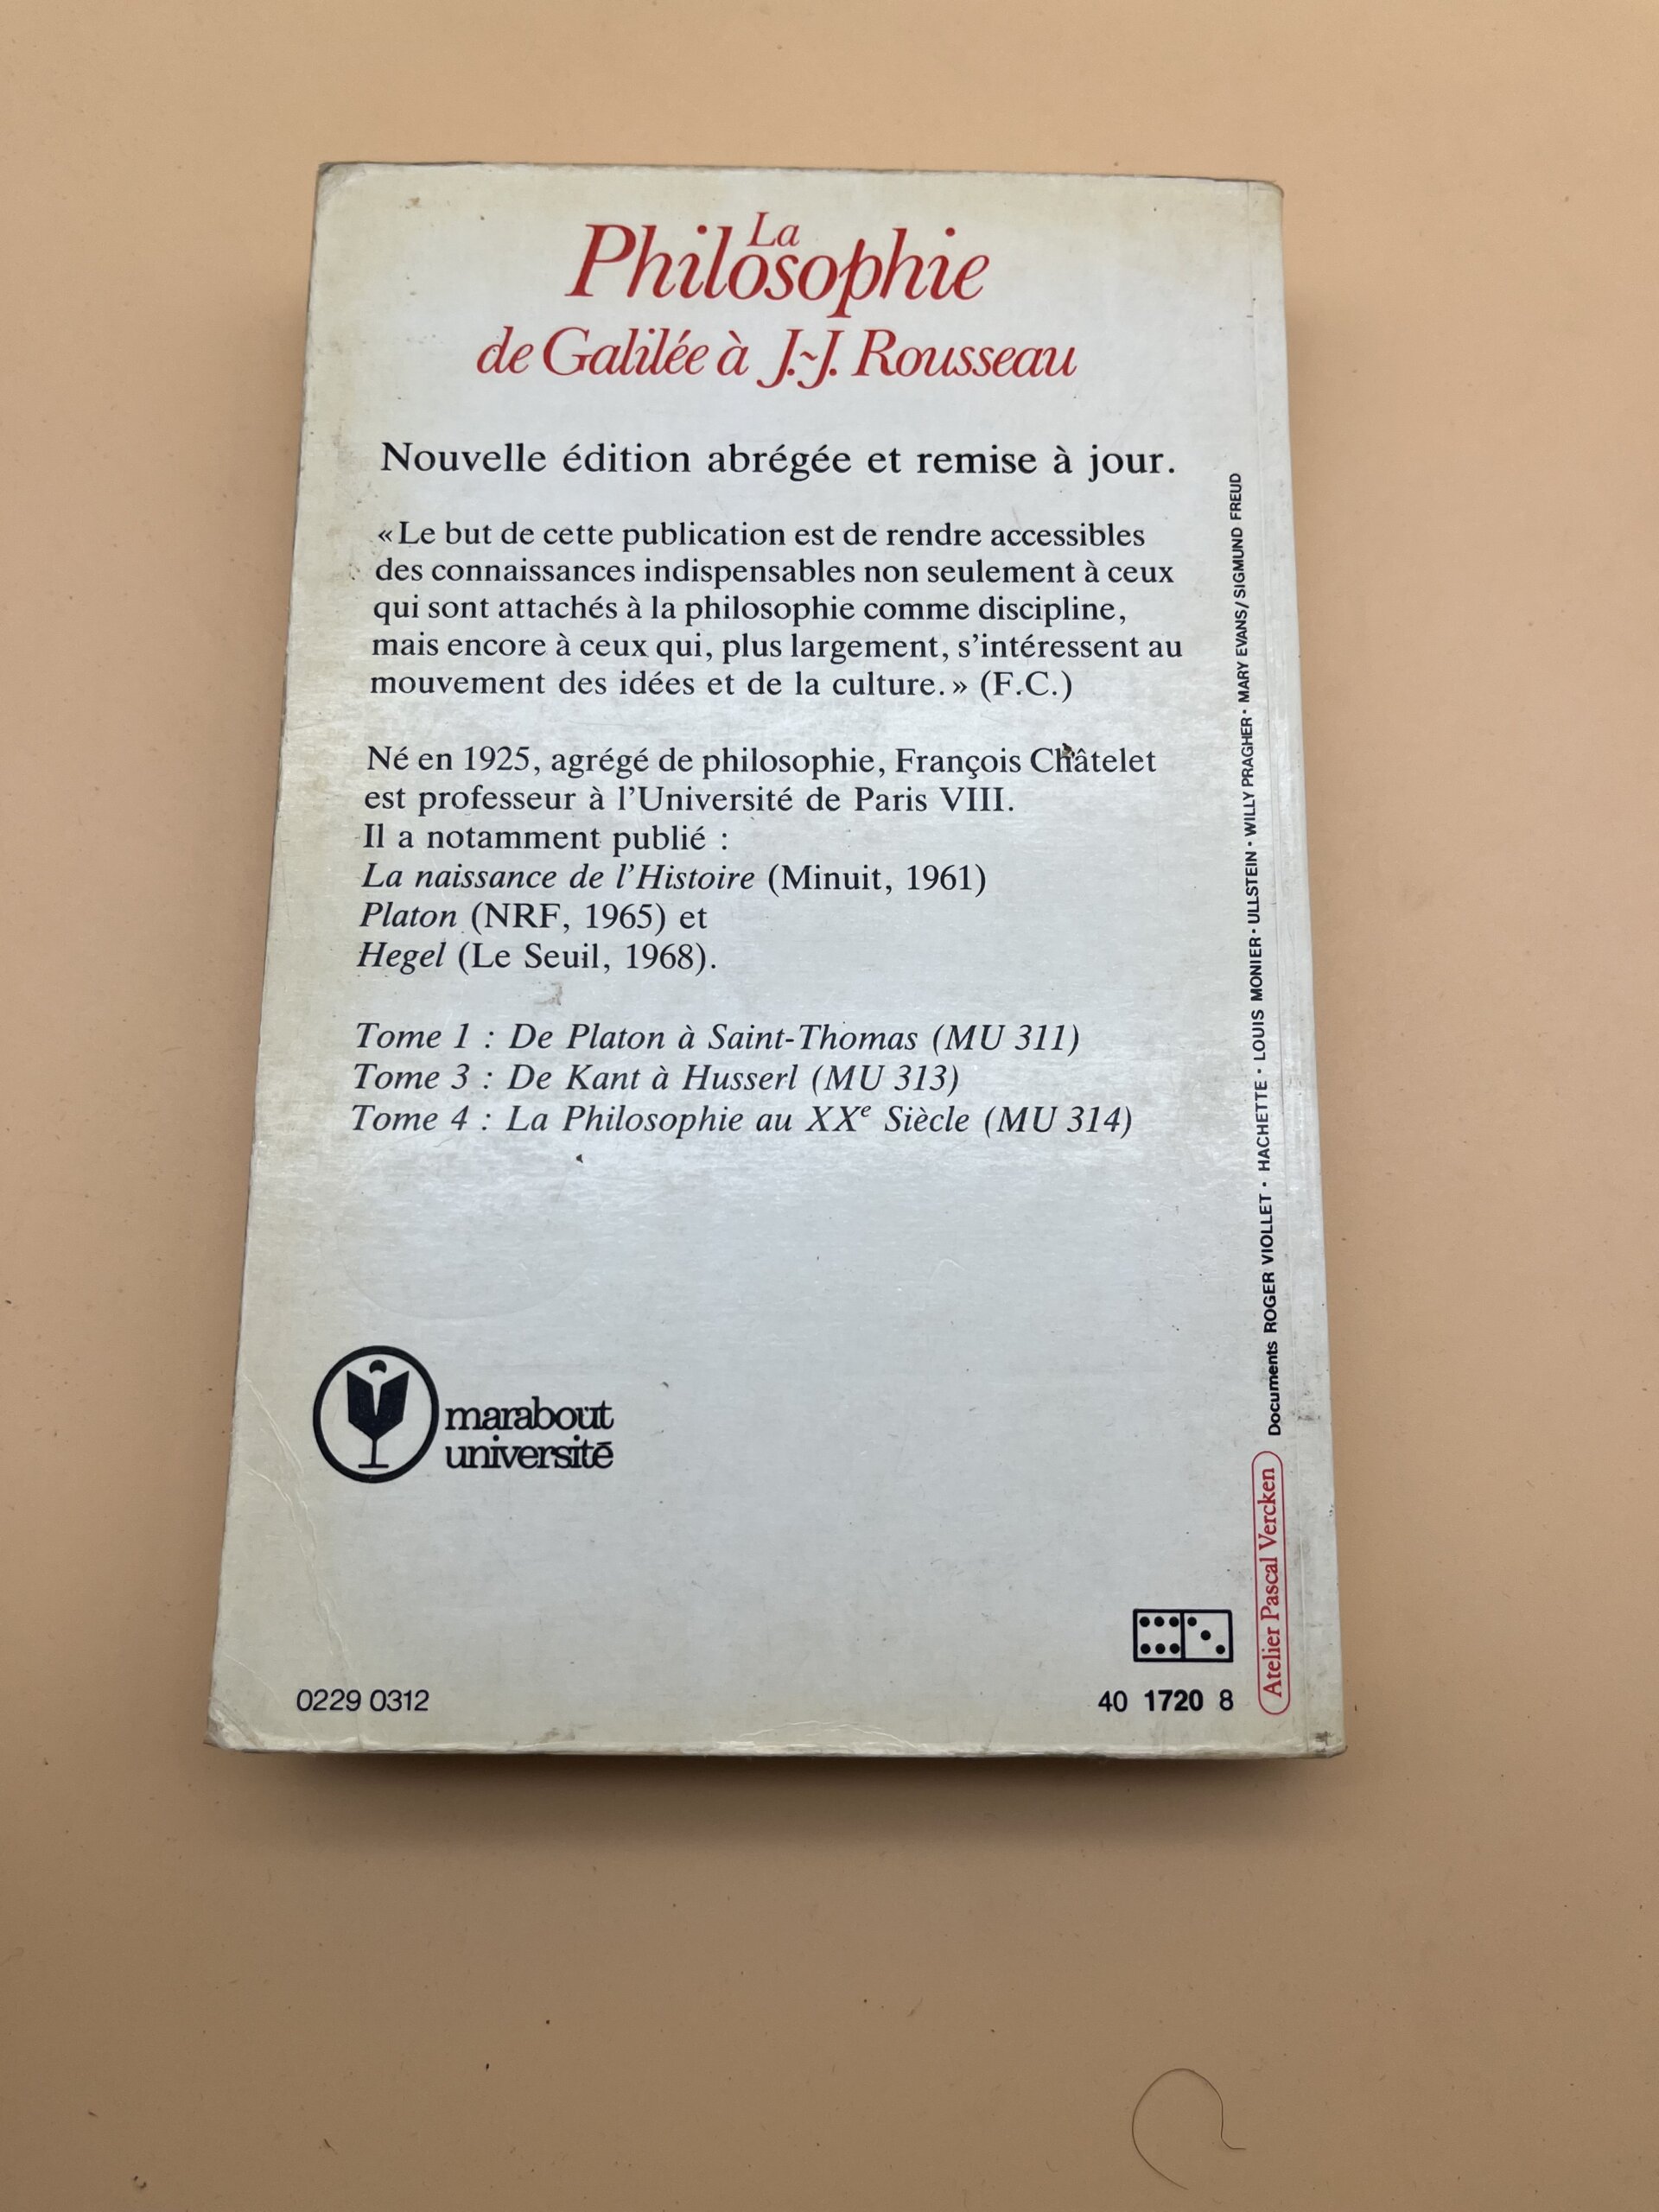 La
Philosophie
de Galilée à J.-J. Rousseau
Nouvelle édition abrégée et remise à jour.
«Le but de cette publication est de rendre accessibles
des connaissances indispensables non seulement à ceux
qui sont attachés à la philosophie comme discipline,
mais encore à ceux qui, plus largement, s'intéressent au
mouvement des idées et de la culture.» (F.C.)
Né en 1925, agrégé de philosophie, François Châtelet
est professeur à l'Université de Paris VIII.
Il a notamment publié :
La naissance de l'Histoire (Minuit, 1961)
Platon (NRF, 1965) et
Hegel (Le Seuil, 1968).
Tome 1 : De Platon à Saint-Thomas (MU 311)
Tome 3 : De Kant à Husserl (MU 313)
Tome 4 : La Philosophie au XXe Siècle (MU 314)
marabout
université
0229 0312
40 1720 8
Atelier Pascal Vercken
Documents ROGER VIOLLET • HACHETTE • LOUIS MONIER • ULLSTEIN • WILLY PRAGHER • MARY EVANS/SIGMUND FREUD